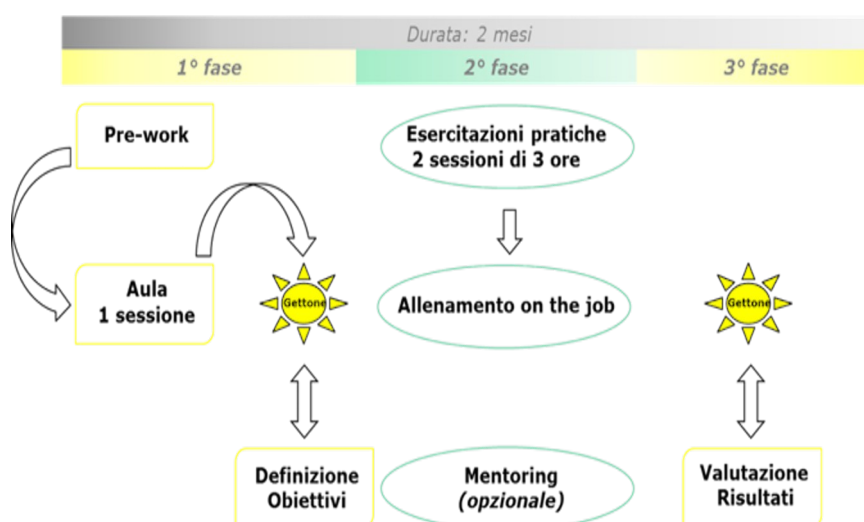 Durata: 2 mesi
1° fase
2° fase
3° fase
Pre-work
Esercitazioni pratiche
2 sessioni di 3 ore
Aula
1 sessione
Gettone
Allenamento on the job
Gettone
Definizione
Obiettivi
Mentoring
(opzionale)
Valutazione
Risultati